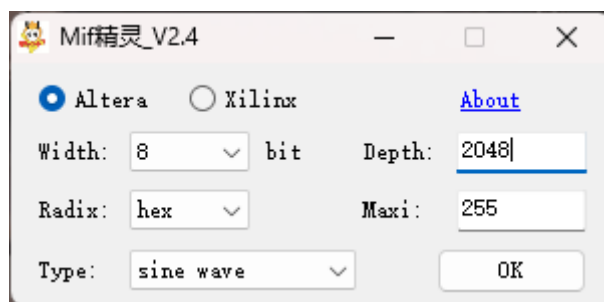 Mif精灵_V2.4
Altera Xilinx About
Width: 8 bit Depth: 2048
Radix: hex Maxi: 255
Type: sine wave OK